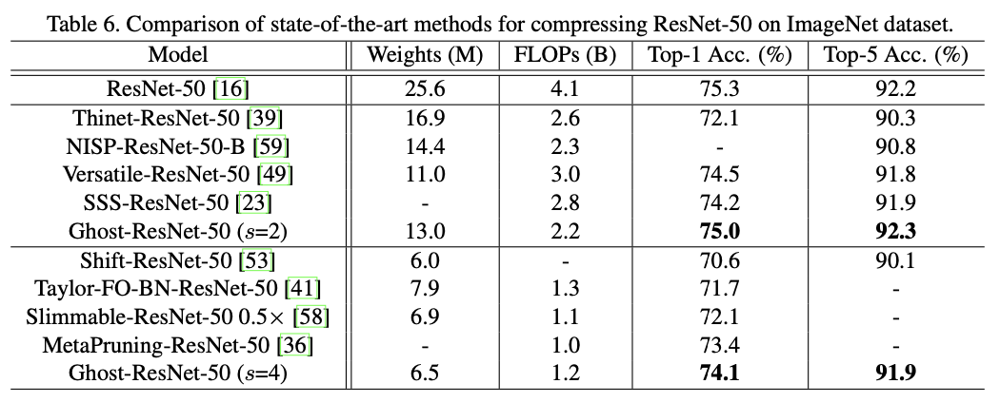 Table 6. Comparison of state-of-the-art methods for compressing ResNet-50 on ImageNet dataset.
Model Weights (M) FLOPs (B) Top-1 Acc. (%) Top-5 Acc. (%)
ResNet-50 [16] 25.6 4.1 75.3 92.2
Thinet-ResNet-50 [39] 16.9 2.6 72.1 90.3
NISP-ResNet-50-B [59] 14.4 2.3 - 90.8
Versatile-ResNet-50 [49] 11.0 3.0 74.5 91.8
SSS-ResNet-50 [23] - 2.8 74.2 91.9
Ghost-ResNet-50 (s=2) 13.0 2.2 75.0 92.3
Shift-ResNet-50 [53] 6.0 - 70.6 90.1
Taylor-FO-BN-ResNet-50 [41] 7.9 1.3 71.7 -
Slimmable-ResNet-50 0.5× [58] 6.9 1.1 72.1 -
MetaPruning-ResNet-50 [36] - 1.0 73.4 -
Ghost-ResNet-50 (s=4) 6.5 1.2 74.1 91.9